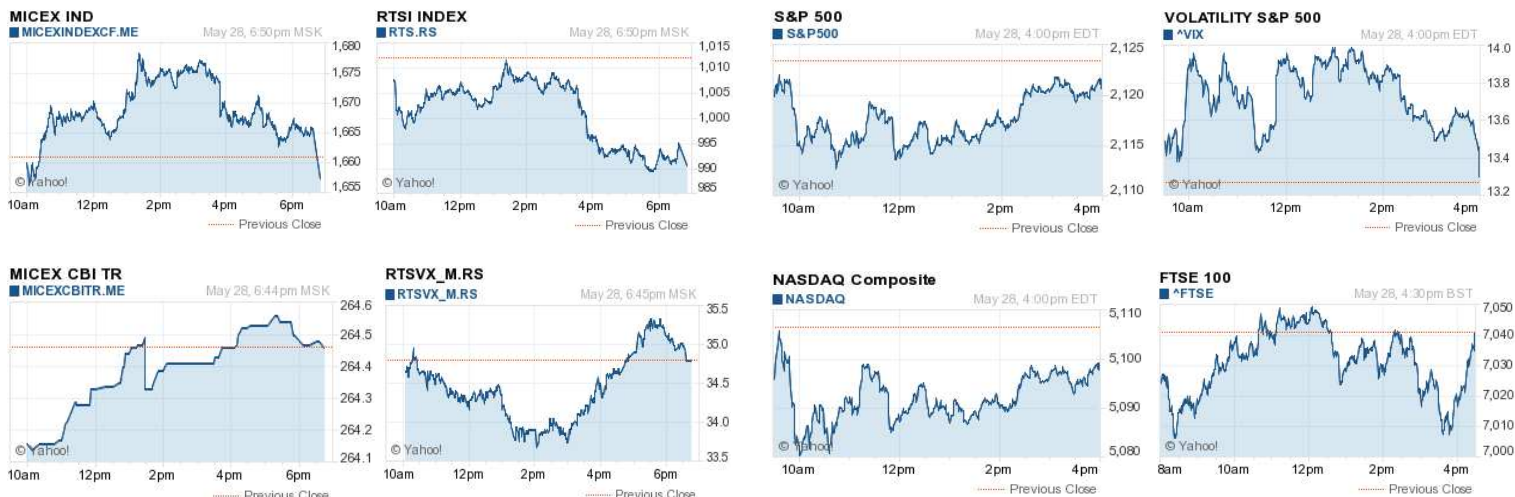 MICEX IND
MICEXINDEXCF.ME May 28, 6:50pm MSK
1,680
1,675
1,670
1,665
1,660
1,655
© Yahoo!
10am 12pm 2pm 4pm 6pm
Previous Close
RTSI INDEX
RTS.RS May 28, 6:50pm MSK
1,015
1,010
1,005
1,000
995
990
985
© Yahoo!
10am 12pm 2pm 4pm 6pm
Previous Close
S&P 500
S&P500 May 28, 4:00pm EDT
2,125
2,120
2,115
2,110
© Yahoo!
10am 12pm 2pm 4pm
Previous Close
VOLATILITY S&P 500
^VIX May 28, 4:00pm EDT
14.0
13.8
13.6
13.4
13.2
© Yahoo!
10am 12pm 2pm 4pm
Previous Close
MICEX CBI TR
MICEXCBITR.ME May 28, 6:44pm MSK
264.6
264.5
264.4
264.3
264.2
264.1
© Yahoo!
10am 12pm 2pm 4pm 6pm
Previous Close
RTSVX_M.RS
RTSVX_M.RS May 28, 6:45pm MSK
35.5
35.0
34.5
34.0
33.5
© Yahoo!
10am 12pm 2pm 4pm 6pm
Previous Close
NASDAQ Composite
NASDAQ May 28, 4:00pm EDT
5,110
5,100
5,090
5,080
© Yahoo!
10am 12pm 2pm 4pm
Previous Close
FTSE 100
^FTSE May 28, 4:30pm BST
7,050
7,040
7,030
7,020
7,010
7,000
© Yahoo!
8am 10am 12pm 2pm 4pm
Previous Close